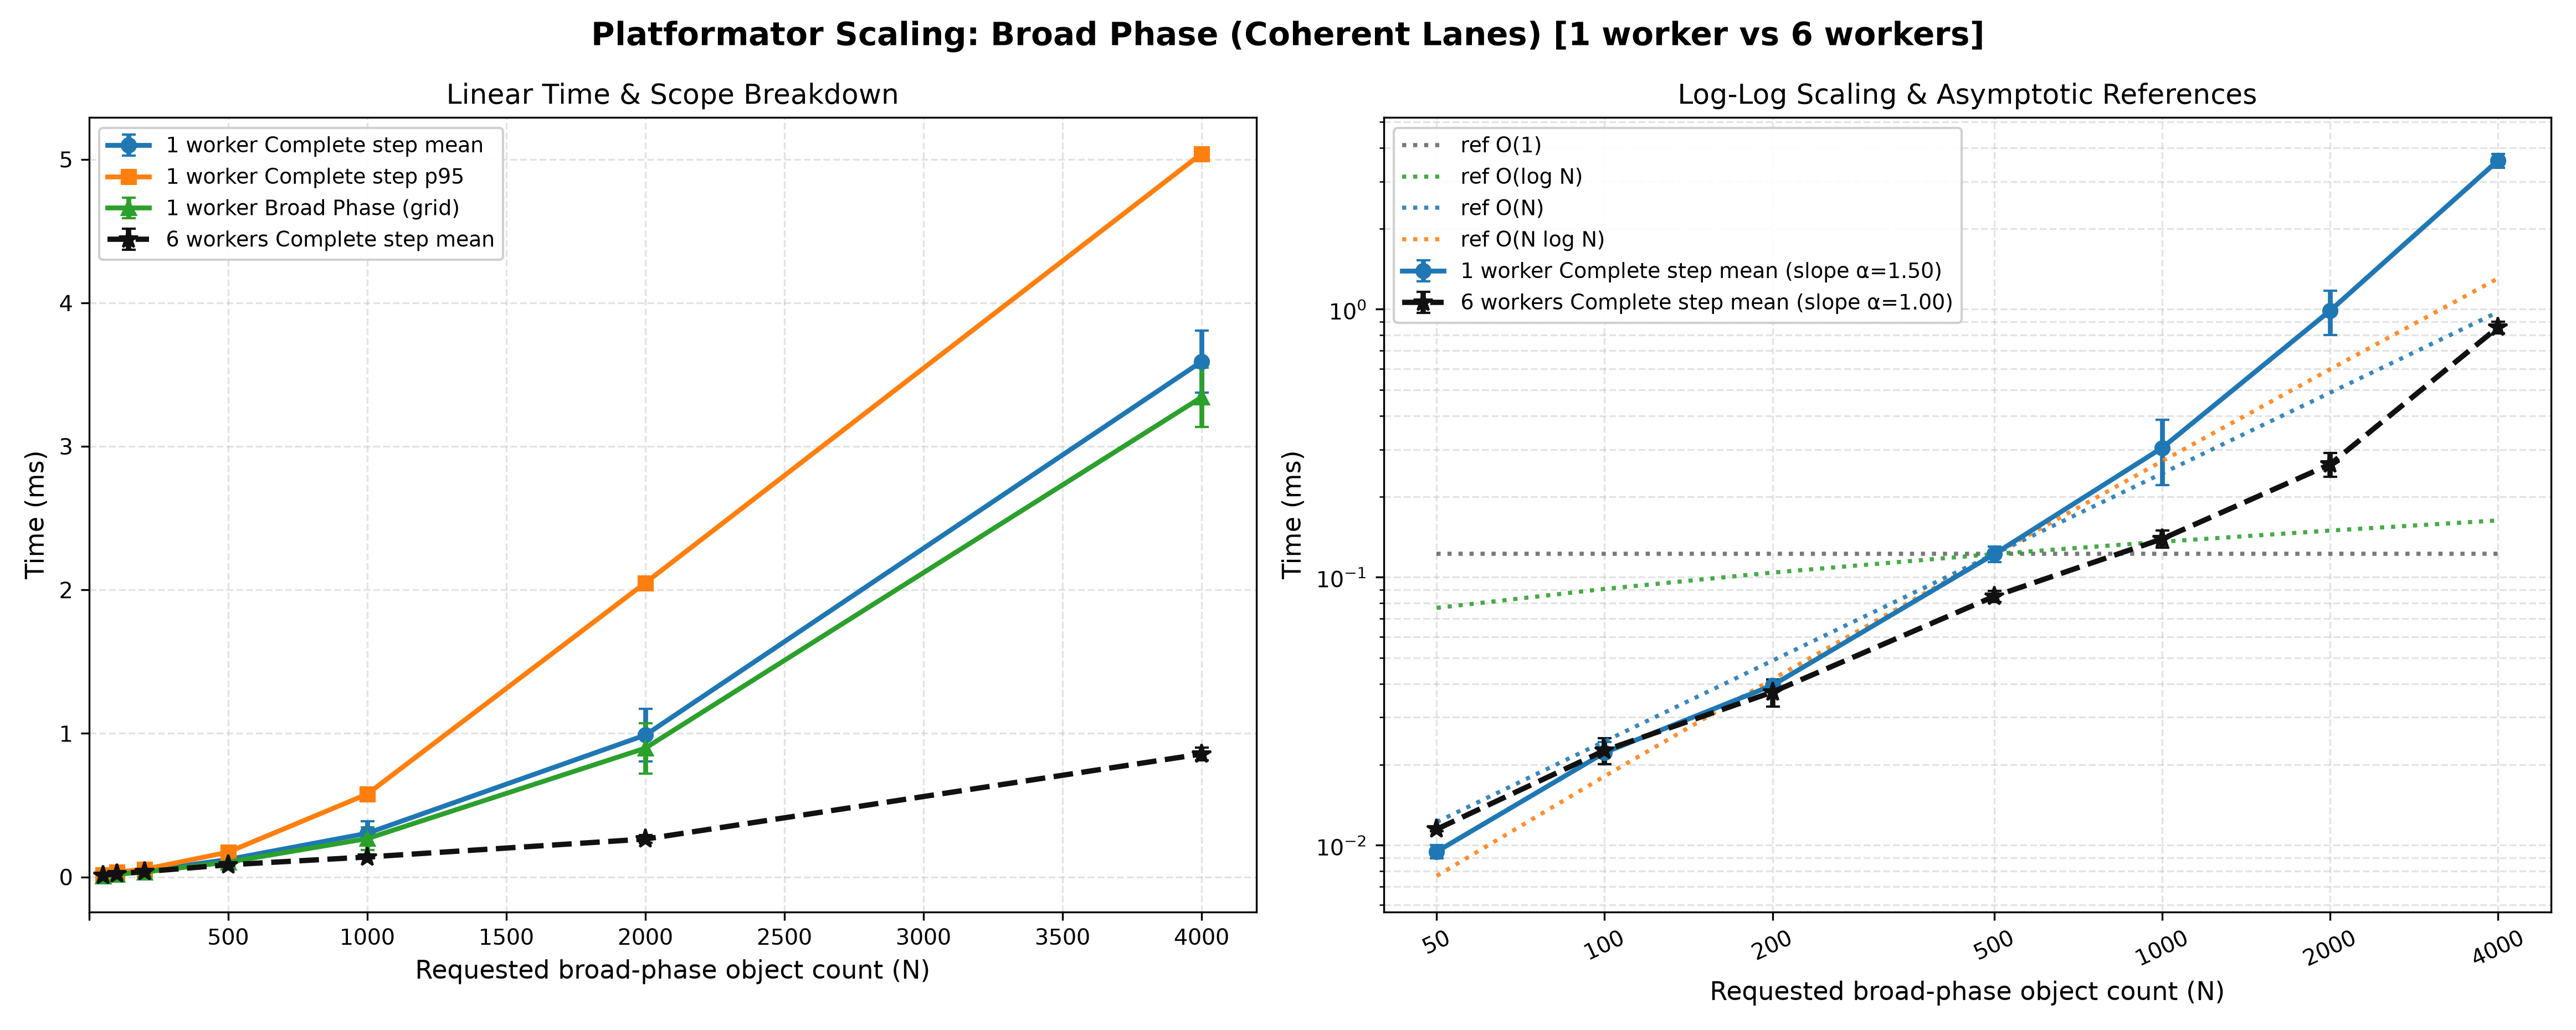 Platformator Scaling: Broad Phase (Coherent Lanes) [1 worker vs 6 workers]
Linear Time & Scope Breakdown
1 worker Complete step mean
1 worker Complete step p95
1 worker Broad Phase (grid)
6 workers Complete step mean
5
4
3
2
1
0
Time (ms)
500
1000
1500
2000
2500
3000
3500
4000
Requested broad-phase object count (N)
Log-Log Scaling & Asymptotic References
ref O(1)
ref O(log N)
ref O(N)
ref O(N log N)
1 worker Complete step mean (slope α=1.50)
6 workers Complete step mean (slope α=1.00)
10⁰
10⁻¹
10⁻²
Time (ms)
50
100
200
500
1000
2000
4000
Requested broad-phase object count (N)